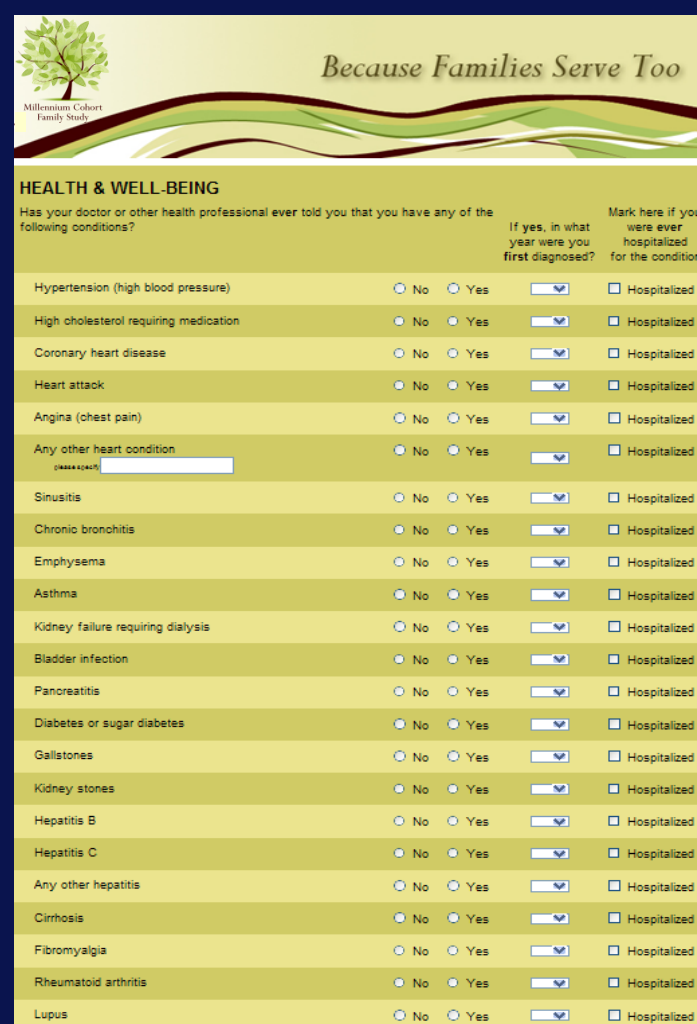 Because Families Serve Too
Millennium Cohort
Family Study
HEALTH & WELL-BEING
Has your doctor or other health professional ever told you that you have any of the
following conditions?
If yes, in what
year were you
first diagnosed?
Mark here if you
were ever
hospitalized
for the condition
Hypertension (high blood pressure) No Yes Hospitalized
High cholesterol requiring medication No Yes Hospitalized
Coronary heart disease No Yes Hospitalized
Heart attack No Yes Hospitalized
Angina (chest pain) No Yes Hospitalized
Any other heart condition No Yes Hospitalized
please specify
Sinusitis No Yes Hospitalized
Chronic bronchitis No Yes Hospitalized
Emphysema No Yes Hospitalized
Asthma No Yes Hospitalized
Kidney failure requiring dialysis No Yes Hospitalized
Bladder infection No Yes Hospitalized
Pancreatitis No Yes Hospitalized
Diabetes or sugar diabetes No Yes Hospitalized
Gallstones No Yes Hospitalized
Kidney stones No Yes Hospitalized
Hepatitis B No Yes Hospitalized
Hepatitis C No Yes Hospitalized
Any other hepatitis No Yes Hospitalized
Cirrhosis No Yes Hospitalized
Fibromyalgia No Yes Hospitalized
Rheumatoid arthritis No Yes Hospitalized
Lupus No Yes Hospitalized